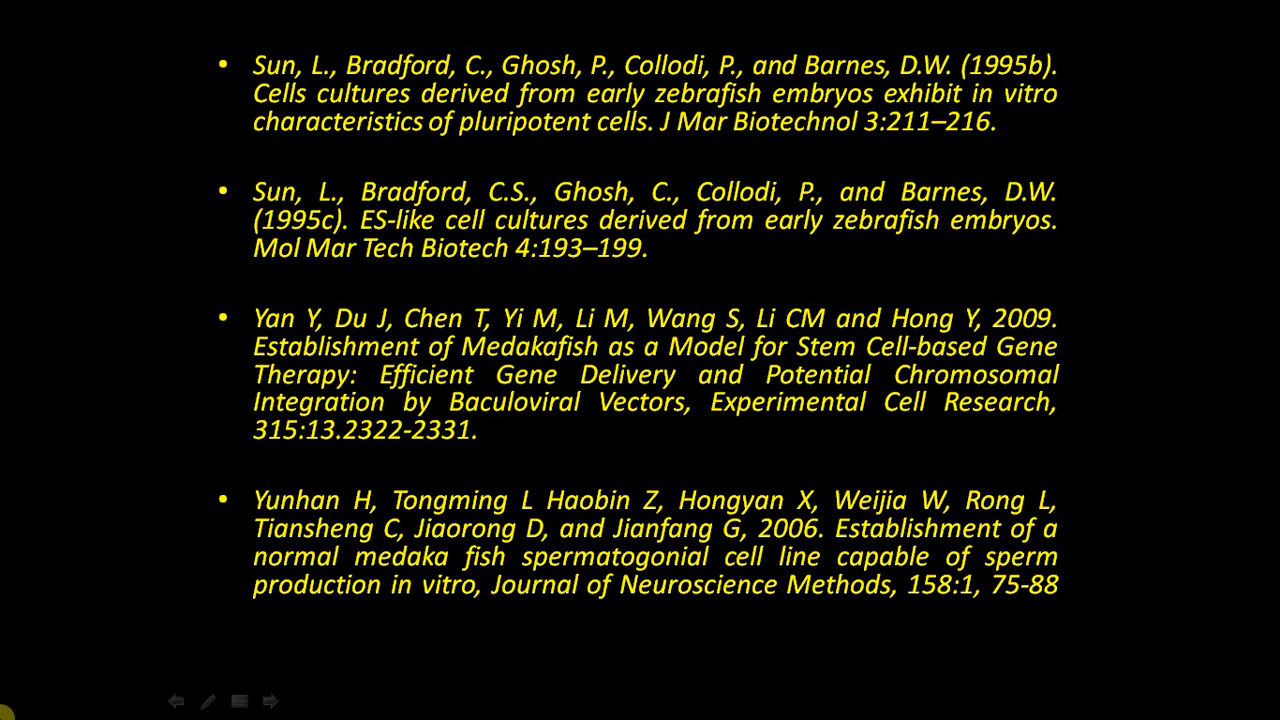 • Sun, L., Bradford, C., Ghosh, P., Collodi, P., and Barnes, D.W. (1995b).
Cells cultures derived from early zebrafish embryos exhibit in vitro
characteristics of pluripotent cells. J Mar Biotechnol 3:211–216.
• Sun, L., Bradford, C.S., Ghosh, C., Collodi, P., and Barnes, D.W.
(1995c). ES-like cell cultures derived from early zebrafish embryos.
Mol Mar Tech Biotech 4:193–199.
• Yan Y, Du J, Chen T, Yi M, Li M, Wang S, Li CM and Hong Y, 2009.
Establishment of Medakafish as a Model for Stem Cell-based Gene
Therapy: Efficient Gene Delivery and Potential Chromosomal
Integration by Baculoviral Vectors, Experimental Cell Research,
315:13.2322-2331.
• Yunhan H, Tongming L Haobin Z, Hongyan X, Weijia W, Rong L,
Tiansheng C, Jiaorong D, and Jianfang G, 2006. Establishment of a
normal medaka fish spermatogonial cell line capable of sperm
production in vitro, Journal of Neuroscience Methods, 158:1, 75-88